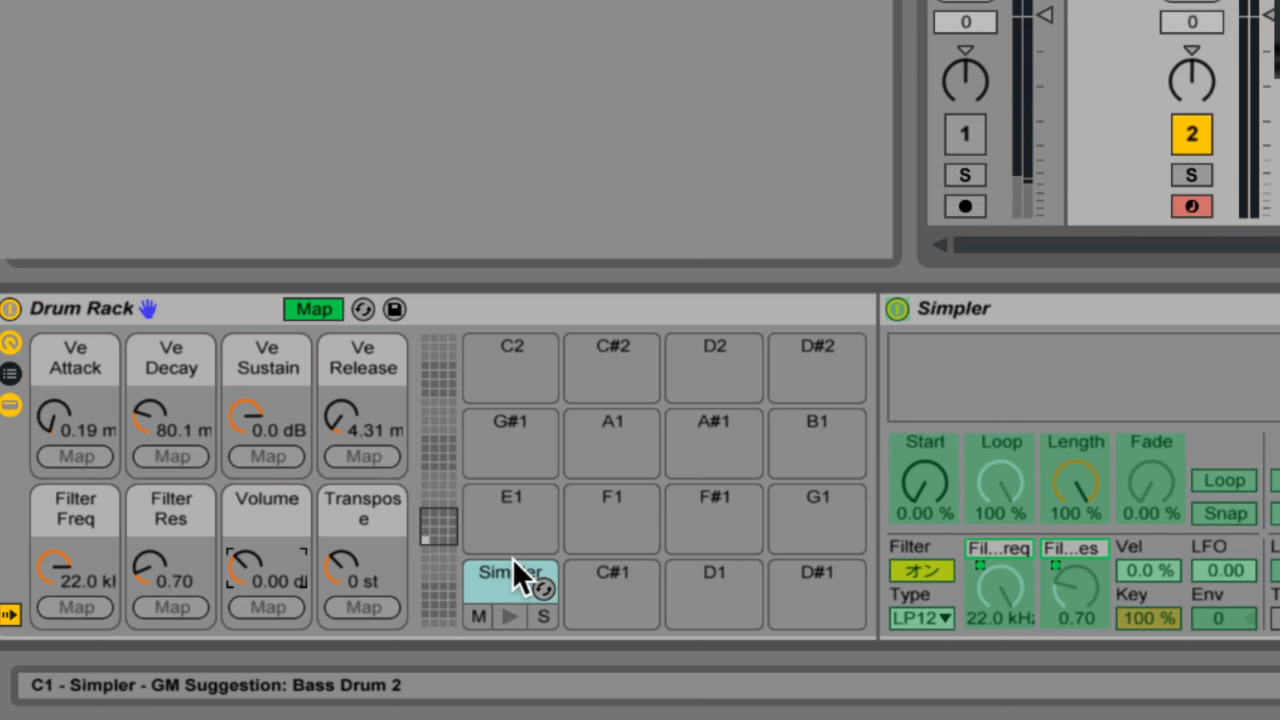 0
0
1
2
S
S
Drum Rack
Map
Simpler
Ve
Attack
Ve
Decay
Ve
Sustain
Ve
Release
0.19 m
80.1 m
0.0 dB
4.31 m
Map
Map
Map
Map
Filter
Freq
Filter
Res
Volume
Transpos
e
22.0 kH
0.70
0.00 d
0 st
Map
Map
Map
Map
C2
C#2
D2
D#2
G#1
A1
A#1
B1
E1
F1
F#1
G1
C#1
D1
D#1
M
S
Start
Loop
Length
Fade
0.00 %
100 %
100 %
0.00 %
Loop
Snap
Filter
オン
Type
LP12
Fil...req
22.0 kHz
Fil...es
0.70
Vel
0.0 %
Key
100 %
LFO
0.00
Env
0
C1 - Simpler - GM Suggestion: Bass Drum 2